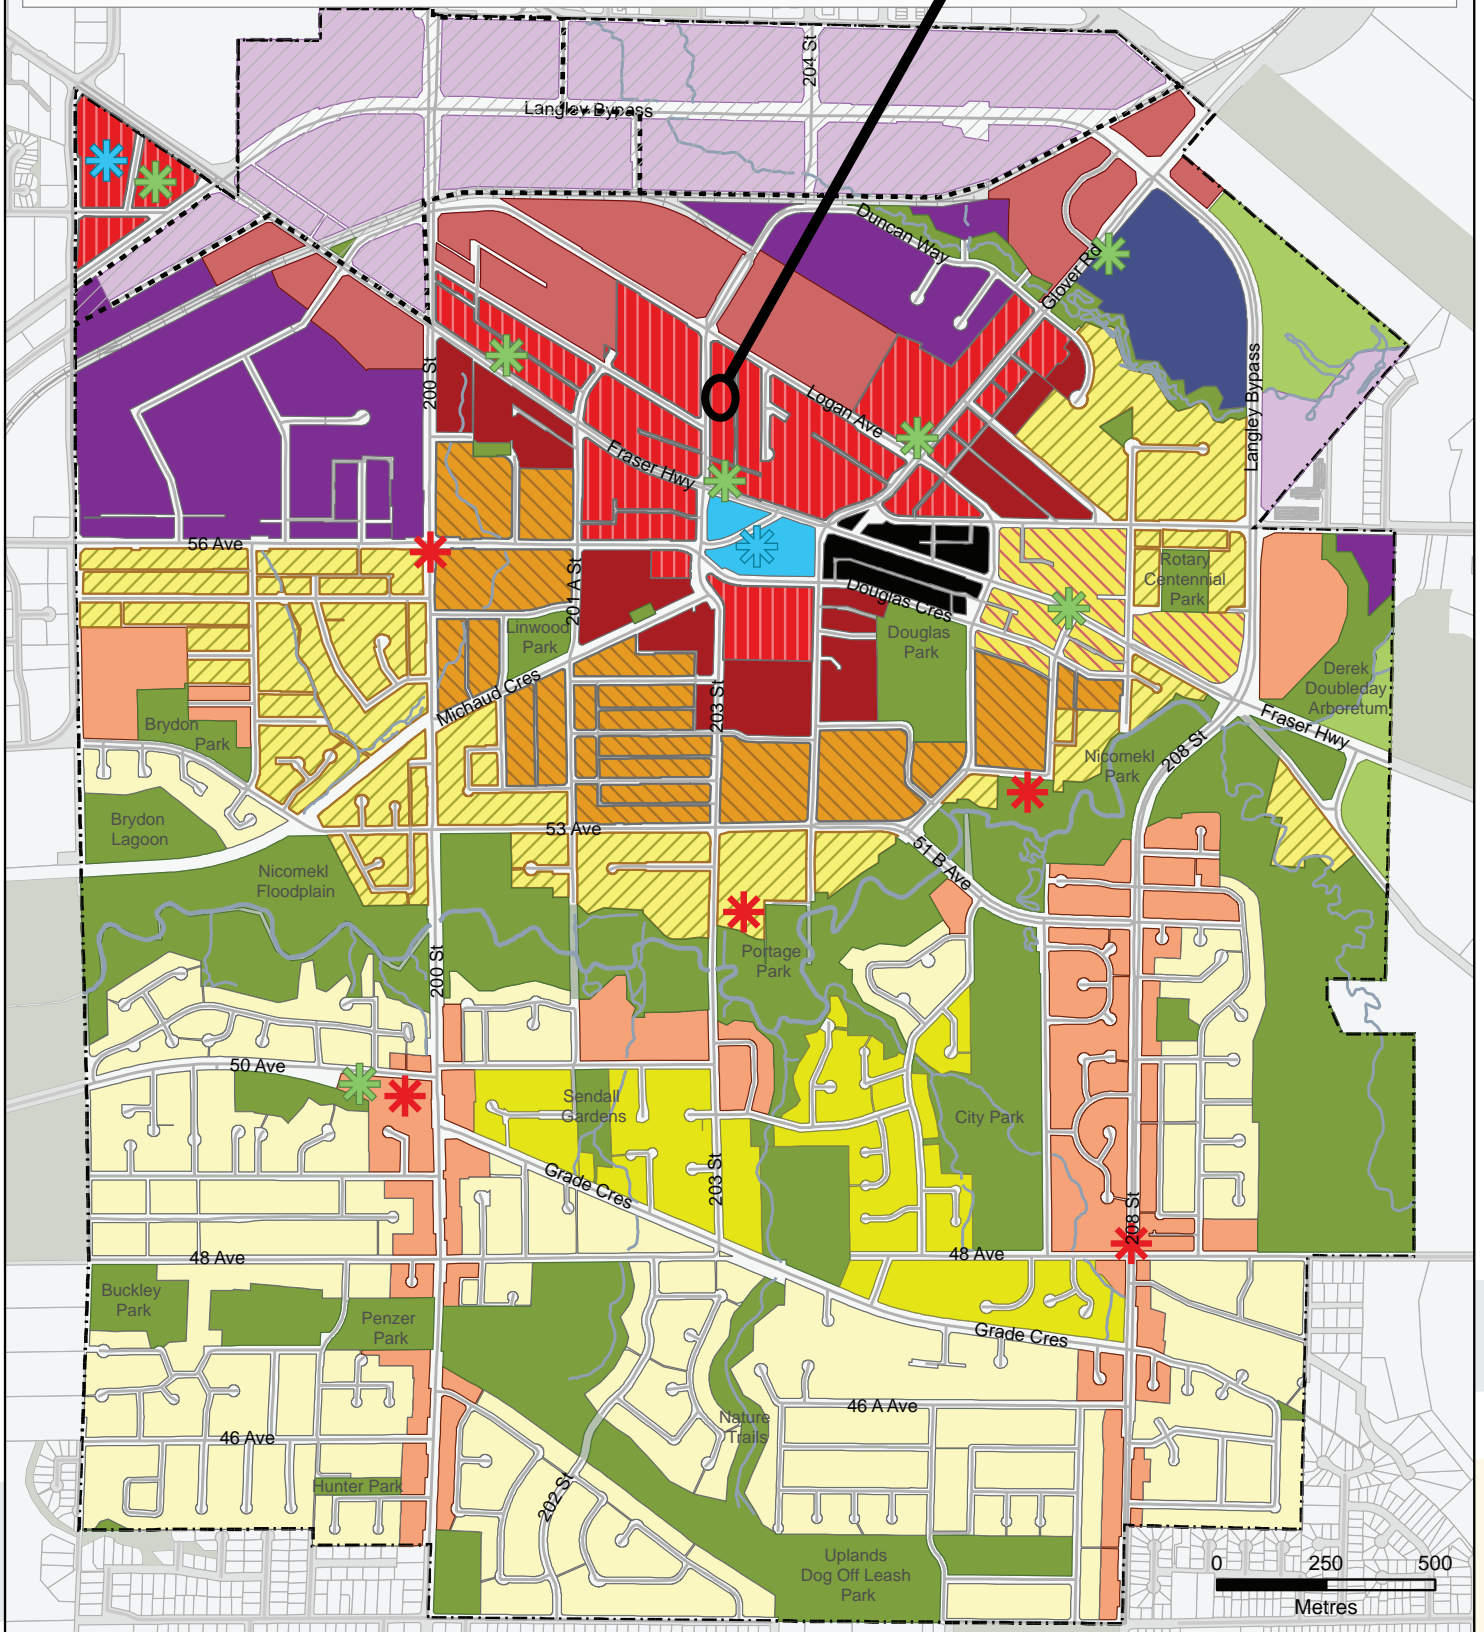 204 St
Langley Bypass
Duncan Way
Glover Rd
200 St
Langley Bypass
Logan Ave
Fraser Hwy
56 Ave
201 A St
Rotary
Centennial
Park
Douglas Cres
Linwood
Park
Douglas
Park
Derek
Doubleday
Arboretum
Michaud Cres
203 St
Brydon
Park
Fraser Hwy
208 St
Nicomekl
Park
Brydon
Lagoon
53 Ave
51 B Ave
Nicomekl
Floodplain
Portage
Park
200 St
50 Ave
Sendall
Gardens
City Park
Grade Cres
203 St
208 St
48 Ave
48 Ave
Buckley
Park
Penzer
Park
Grade Cres
46 A Ave
Nature
Trails
46 Ave
Hunter Park
202 St
Uplands
Dog Off Leash
Park
0 250 500
Metres